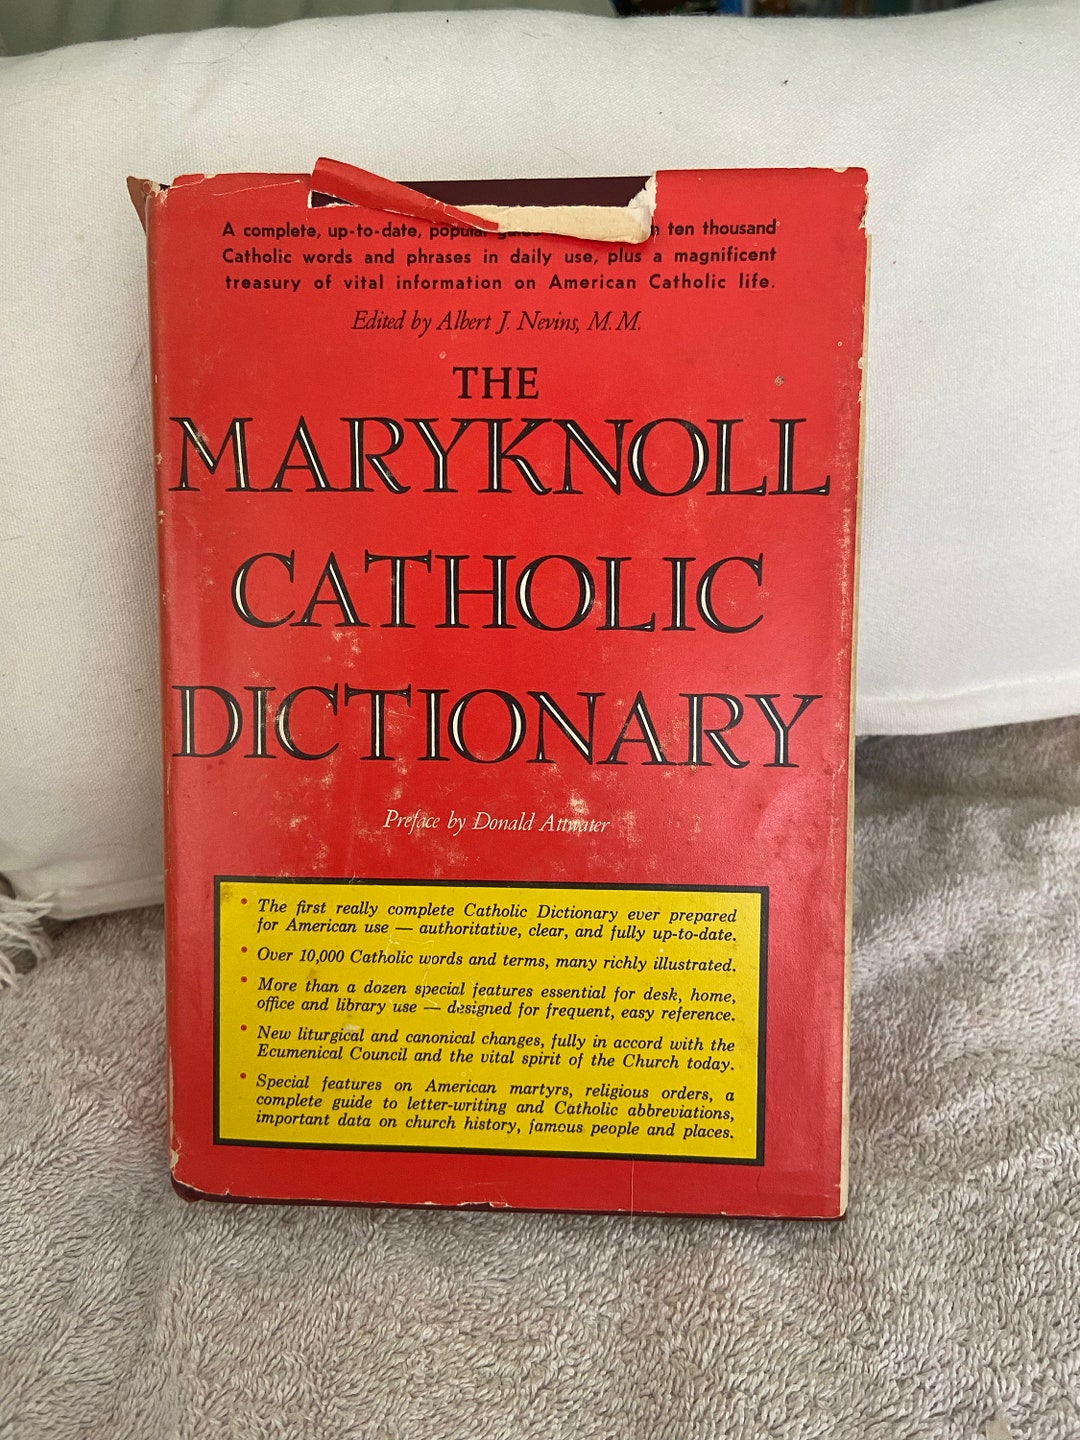 A complete, up-to-date, popular ten thousand
Catholic words and phrases in daily use, plus a magnificent
treasury of vital information on American Catholic life.
Edited by Albert J. Nevins, M.M.
THE
MARYKNOLL
CATHOLIC
DICTIONARY
Preface by Donald Attwater
• The first really complete Catholic Dictionary ever prepared
for American use — authoritative, clear, and fully up-to-date.
• Over 10,000 Catholic words and terms, many richly illustrated.
• More than a dozen special features essential for desk, home,
office and library use — designed for frequent, easy reference.
• New liturgical and canonical changes, fully in accord with the
Ecumenical Council and the vital spirit of the Church today.
• Special features on American martyrs, religious orders, a
complete guide to letter-writing and Catholic abbreviations,
important data on church history, famous people and places.